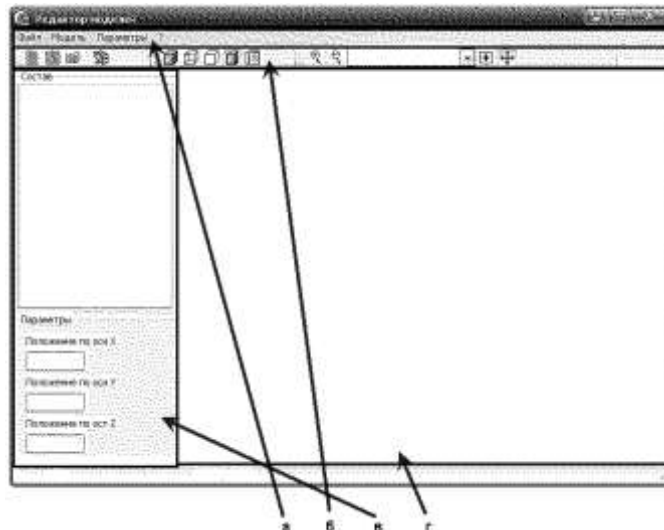 Редактор моделей
Файл Модель Параметры ?
Состав
Параметры
Положение по оси X
Положение по оси Y
Положение по оси Z
а б в г